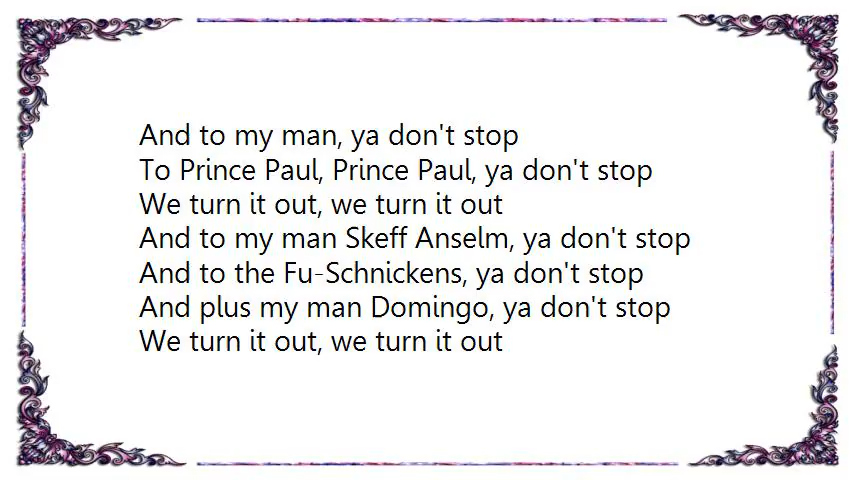 And to my man, ya don't stop
To Prince Paul, Prince Paul, ya don't stop
We turn it out, we turn it out
And to my man Skeff Anselm, ya don't stop
And to the Fu-Schnickens, ya don't stop
And plus my man Domingo, ya don't stop
We turn it out, we turn it out